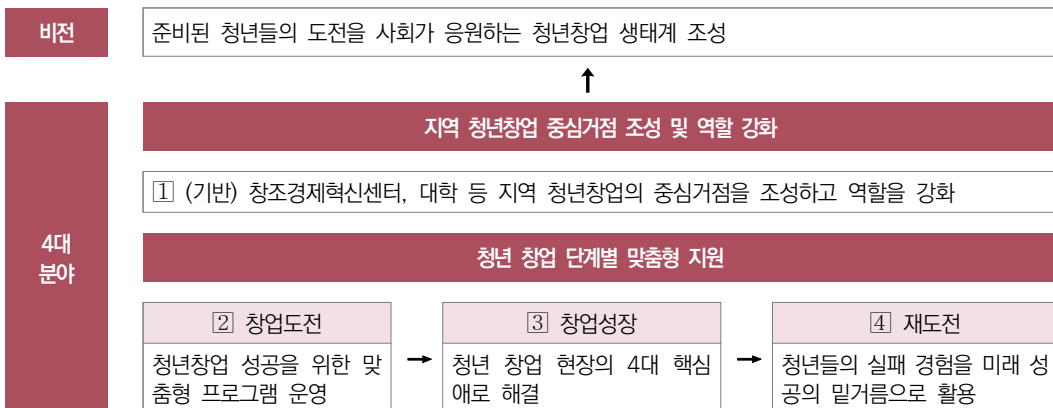 비전
준비된 청년들의 도전을 사회가 응원하는 청년창업 생태계 조성
지역 청년창업 중심거점 조성 및 역할 강화
1 (기반) 창조경제혁신센터, 대학 등 지역 청년창업의 중심거점을 조성하고 역할을 강화
4대
분야
청년 창업 단계별 맞춤형 지원
2 창업도전
청년창업 성공을 위한 맞
춤형 프로그램 운영
3 창업성장
청년 창업 현장의 4대 핵심
애로 해결
4 재도전
청년들의 실패 경험을 미래 성
공의 밑거름으로 활용